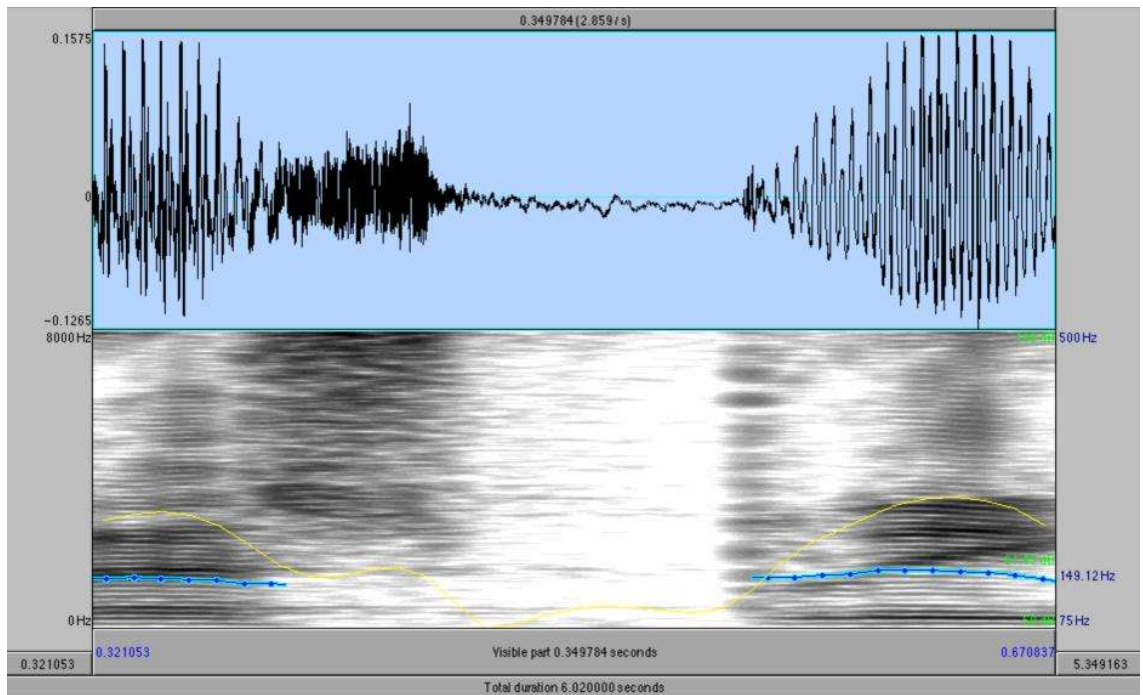 0.349784 (2.859 / s)
0.1575
0
−0.1265
8000 Hz
500 Hz
149.12 Hz
0 Hz
75 Hz
0.321053
Visible part 0.349784 seconds
0.670837
0.321053
5.349163
Total duration 6.020000 seconds